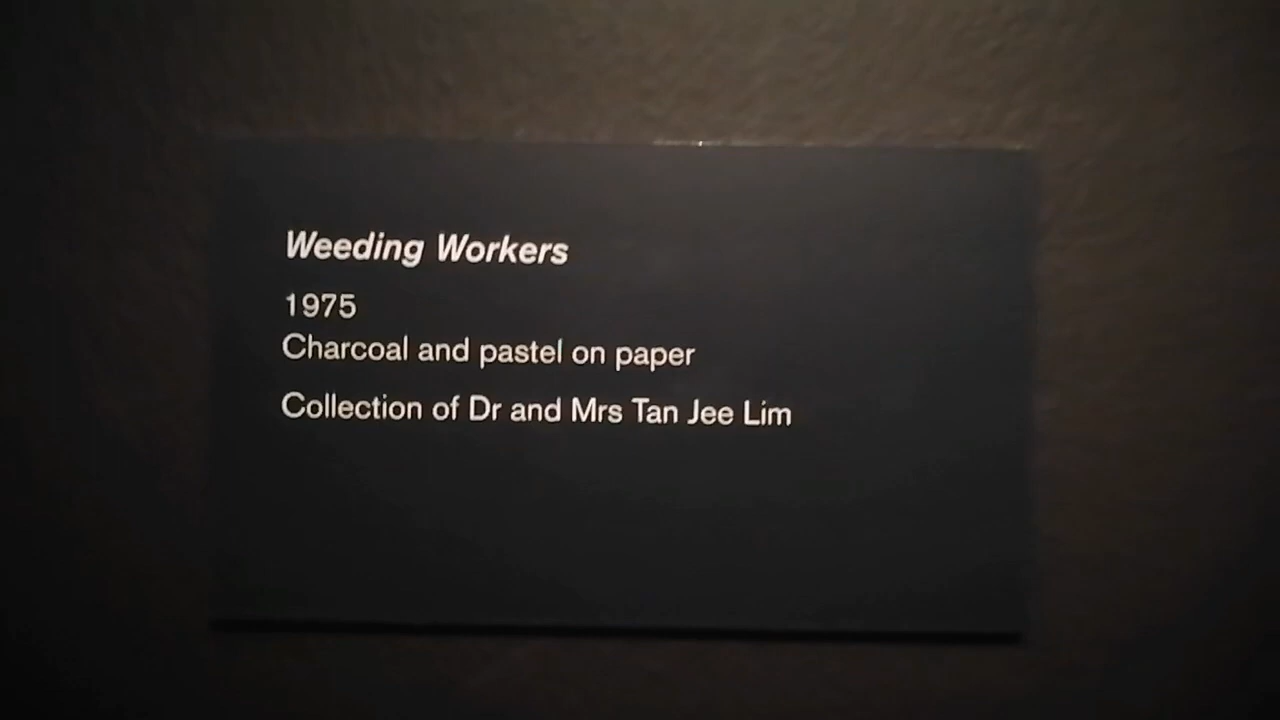 Weeding Workers
1975
Charcoal and pastel on paper
Collection of Dr and Mrs Tan Jee Lim